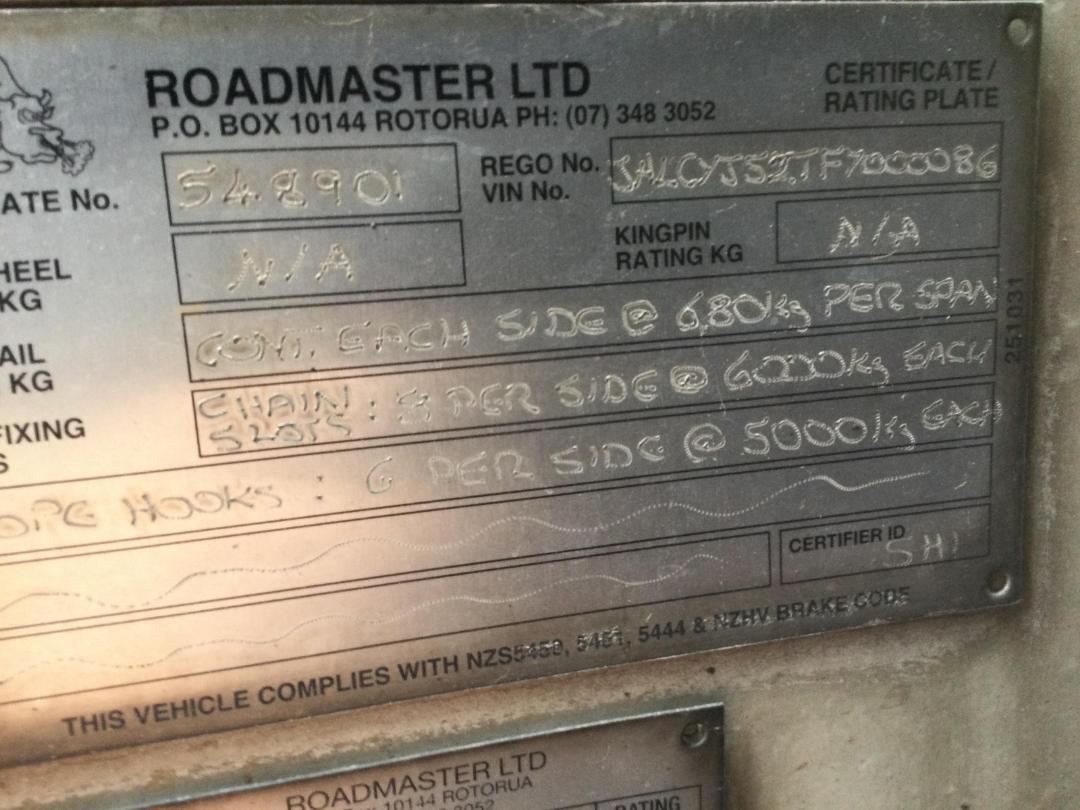 ROADMASTER LTD
P.O. BOX 10144 ROTORUA PH: (07) 348 3052
CERTIFICATE /
RATING PLATE
ATE No. 548901
REGO No.
VIN No.
HEEL
KG N/A
KINGPIN
RATING KG N/A
AIL
KG CONT. EACH SIDE @ 680kg PER SPAN
FIXING
S CHAIN SLOTS : PER SIDE @ 6000kg EACH
OPE HOOKS : 6 PER SIDE @ 5000kg EACH
CERTIFIER ID SHI
THIS VEHICLE COMPLIES WITH NZS5450, 5451, 5444 & NZHV BRAKE CODE
251031
ROADMASTER LTD
10144 ROTORUA
3052
RATING